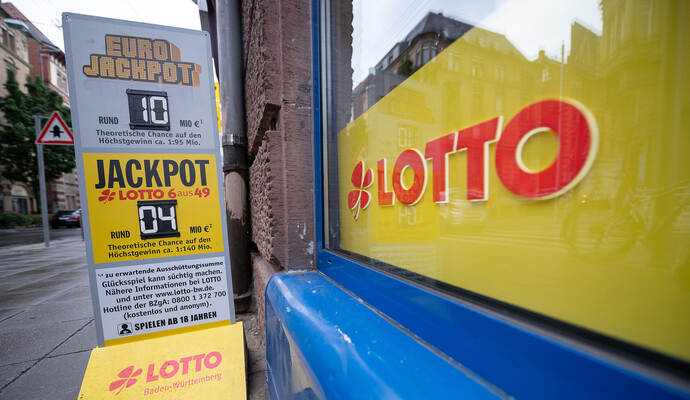 EURO
JACKPOT
RUND 10 MIO €¹
Theoretische Chance auf den
Höchstgewinn ca. 1:95 Mio.
JACKPOT
LOTTO 6aus49
RUND 04 MIO €²
Theoretische Chance auf den
Höchstgewinn ca. 1:140 Mio.
zu erwartende Ausschüttungssumme
Glücksspiel kann süchtig machen.
Nähere Informationen bei LOTTO
und unter www.lotto-bw.de.
Hotline der BZgA: 0800 1 372 700
(kostenlos und anonym).
SPIELEN AB 18 JAHREN
LOTTO
Baden-Württemberg
LOTTO